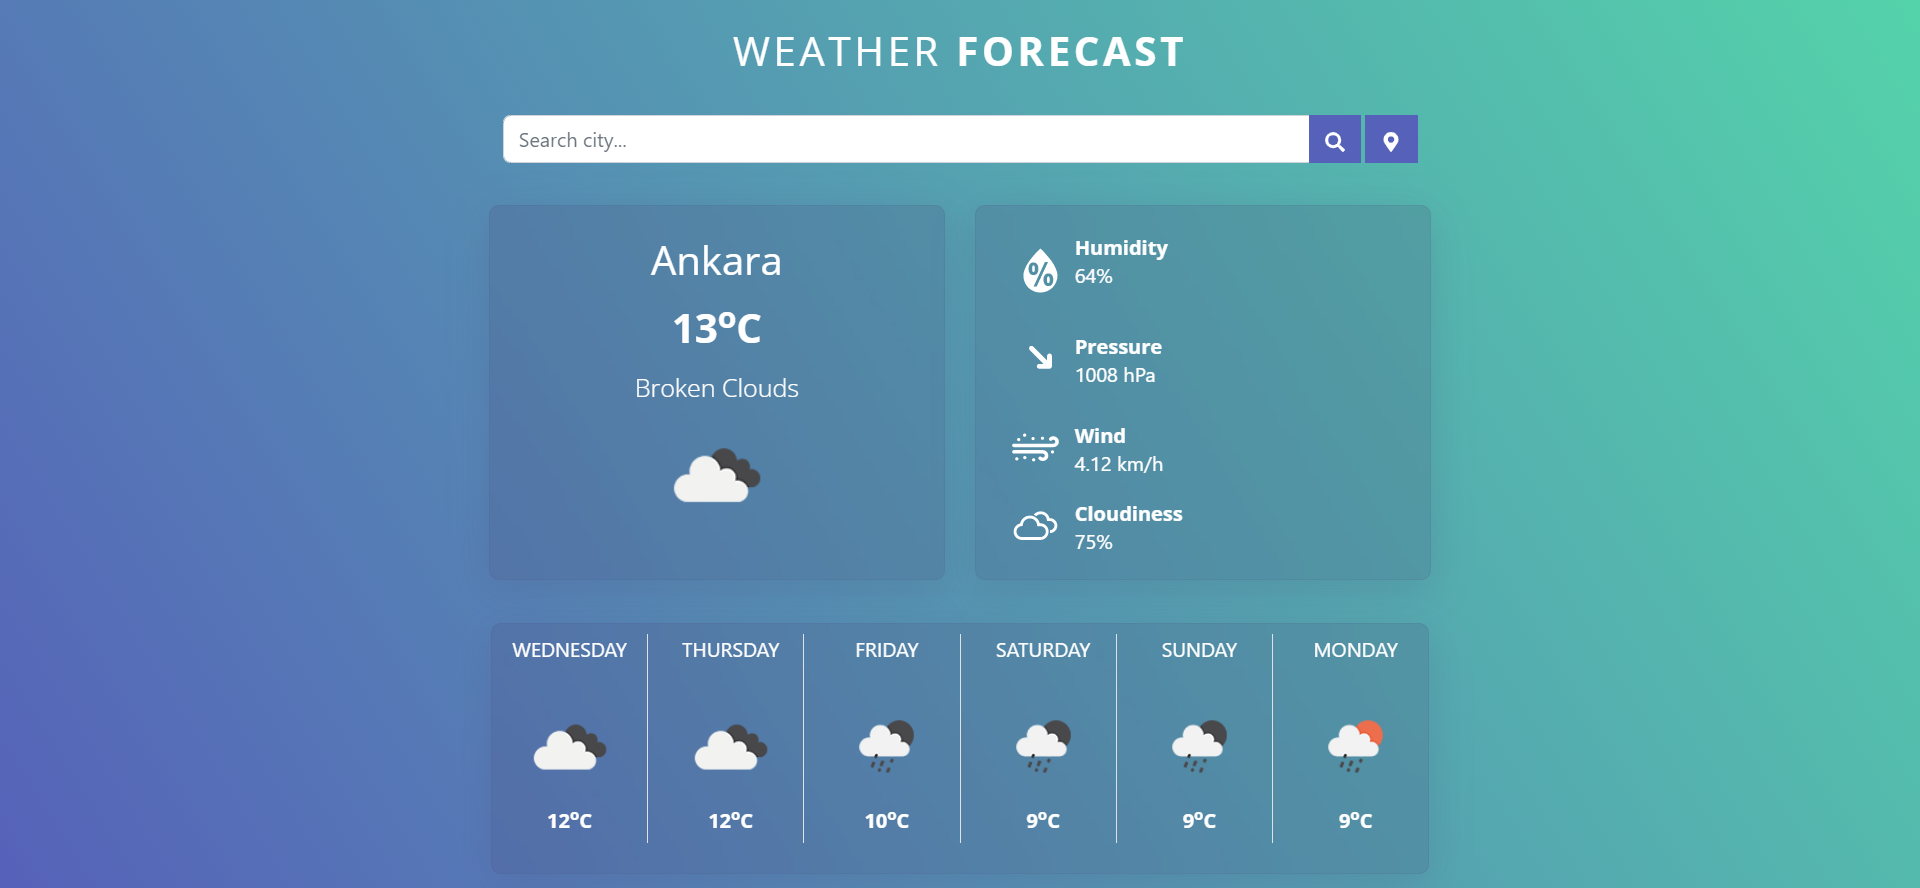 WEATHER FORECAST
Search city...
Ankara
13°C
Broken Clouds
%
Humidity
64%
Pressure
1008 hPa
Wind
4.12 km/h
Cloudiness
75%
WEDNESDAY THURSDAY FRIDAY SATURDAY SUNDAY MONDAY
12°C 12°C 10°C 9°C 9°C 9°C